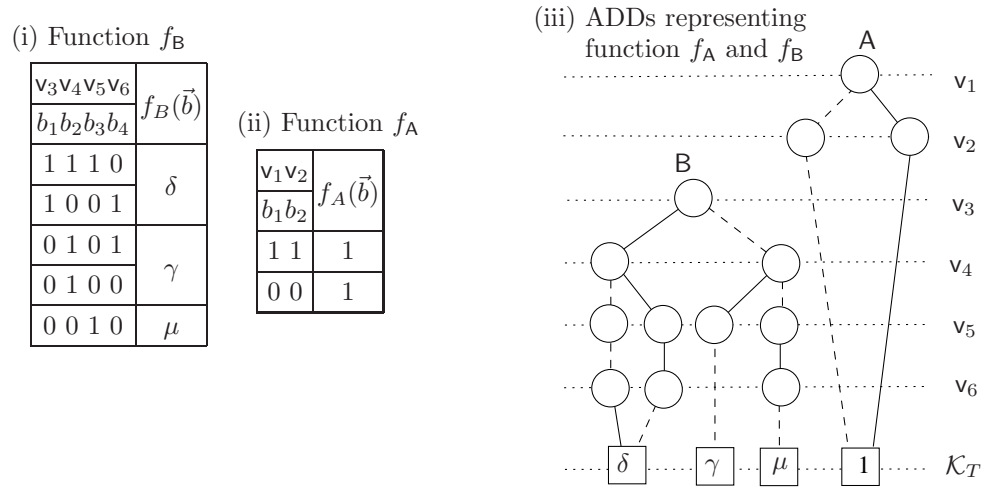 (i) Function f_B
v₃v₄v₅v₆ f_B(b⃗)
b₁b₂b₃b₄
1 1 1 0 δ
1 0 0 1
0 1 0 1 γ
0 1 0 0
0 0 1 0 μ
(ii) Function f_A
v₁v₂ f_A(b⃗)
b₁b₂
1 1 1
0 0 1
(iii) ADDs representing
function f_A and f_B
A
v₁
v₂
B
v₃
v₄
v₅
v₆
δ γ μ 1 𝒦_T